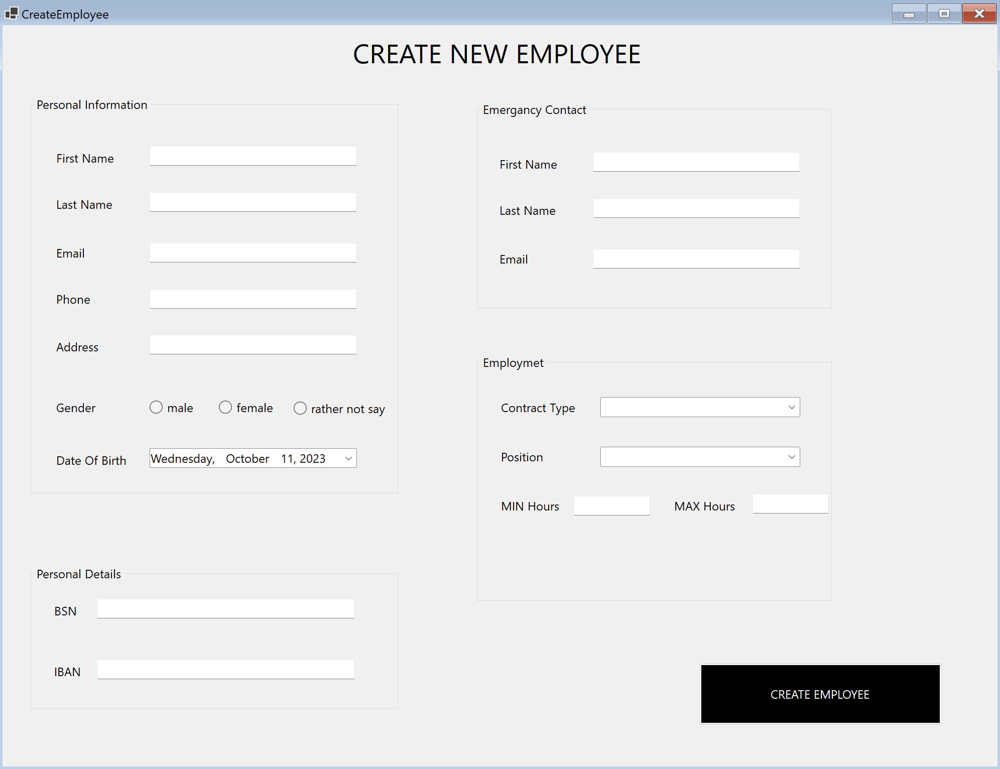 CreateEmployee
CREATE NEW EMPLOYEE
Personal Information
First Name
Last Name
Email
Phone
Address
Gender male female rather not say
Date Of Birth Wednesday, October 11, 2023
Personal Details
BSN
IBAN
Emergancy Contact
First Name
Last Name
Email
Employmet
Contract Type
Position
MIN Hours MAX Hours
CREATE EMPLOYEE